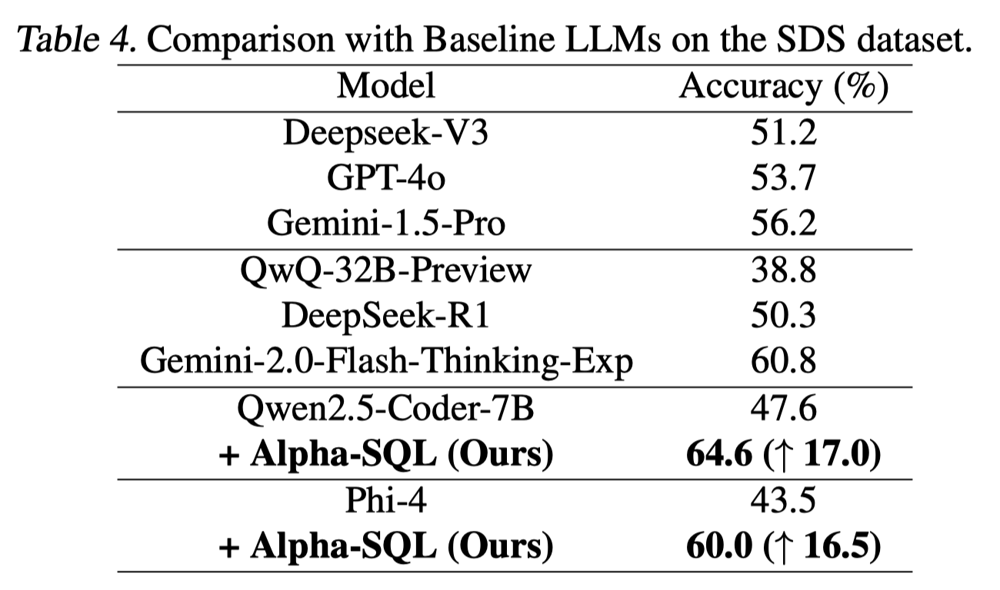 Table 4. Comparison with Baseline LLMs on the SDS dataset.
Model Accuracy (%)
Deepseek-V3 51.2
GPT-4o 53.7
Gemini-1.5-Pro 56.2
QwQ-32B-Preview 38.8
DeepSeek-R1 50.3
Gemini-2.0-Flash-Thinking-Exp 60.8
Qwen2.5-Coder-7B 47.6
+ Alpha-SQL (Ours) 64.6 (↑ 17.0)
Phi-4 43.5
+ Alpha-SQL (Ours) 60.0 (↑ 16.5)